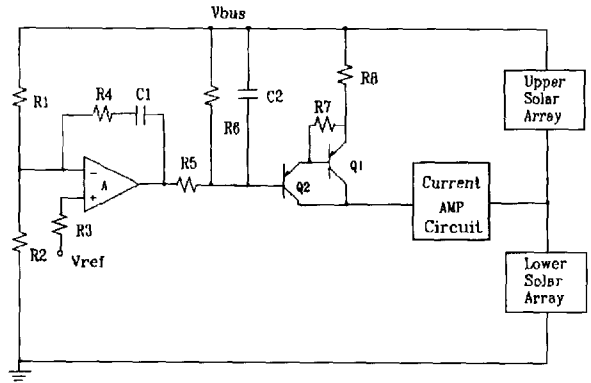 Vbus
R1
R4
C1
R6
C2
R7
R8
Upper
Solar
Array
−
A
+
R5
Q2
Q1
Current
AMP
Circuit
R3
R2
Vref
Lower
Solar
Array